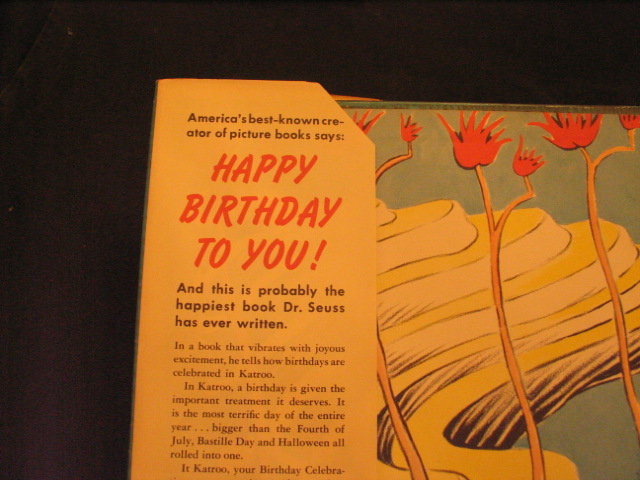 America's best-known cre-
ator of picture books says:
HAPPY
BIRTHDAY
TO YOU!
And this is probably the
happiest book Dr. Seuss
has ever written.
In a book that vibrates with joyous
excitement, he tells how birthdays are
celebrated in Katroo.
In Katroo, a birthday is given the
important treatment it deserves. It
is the most terrific day of the entire
year . . . bigger than the Fourth of
July, Bastille Day and Halloween all
rolled into one.
It Katroo, your Birthday Celebra-